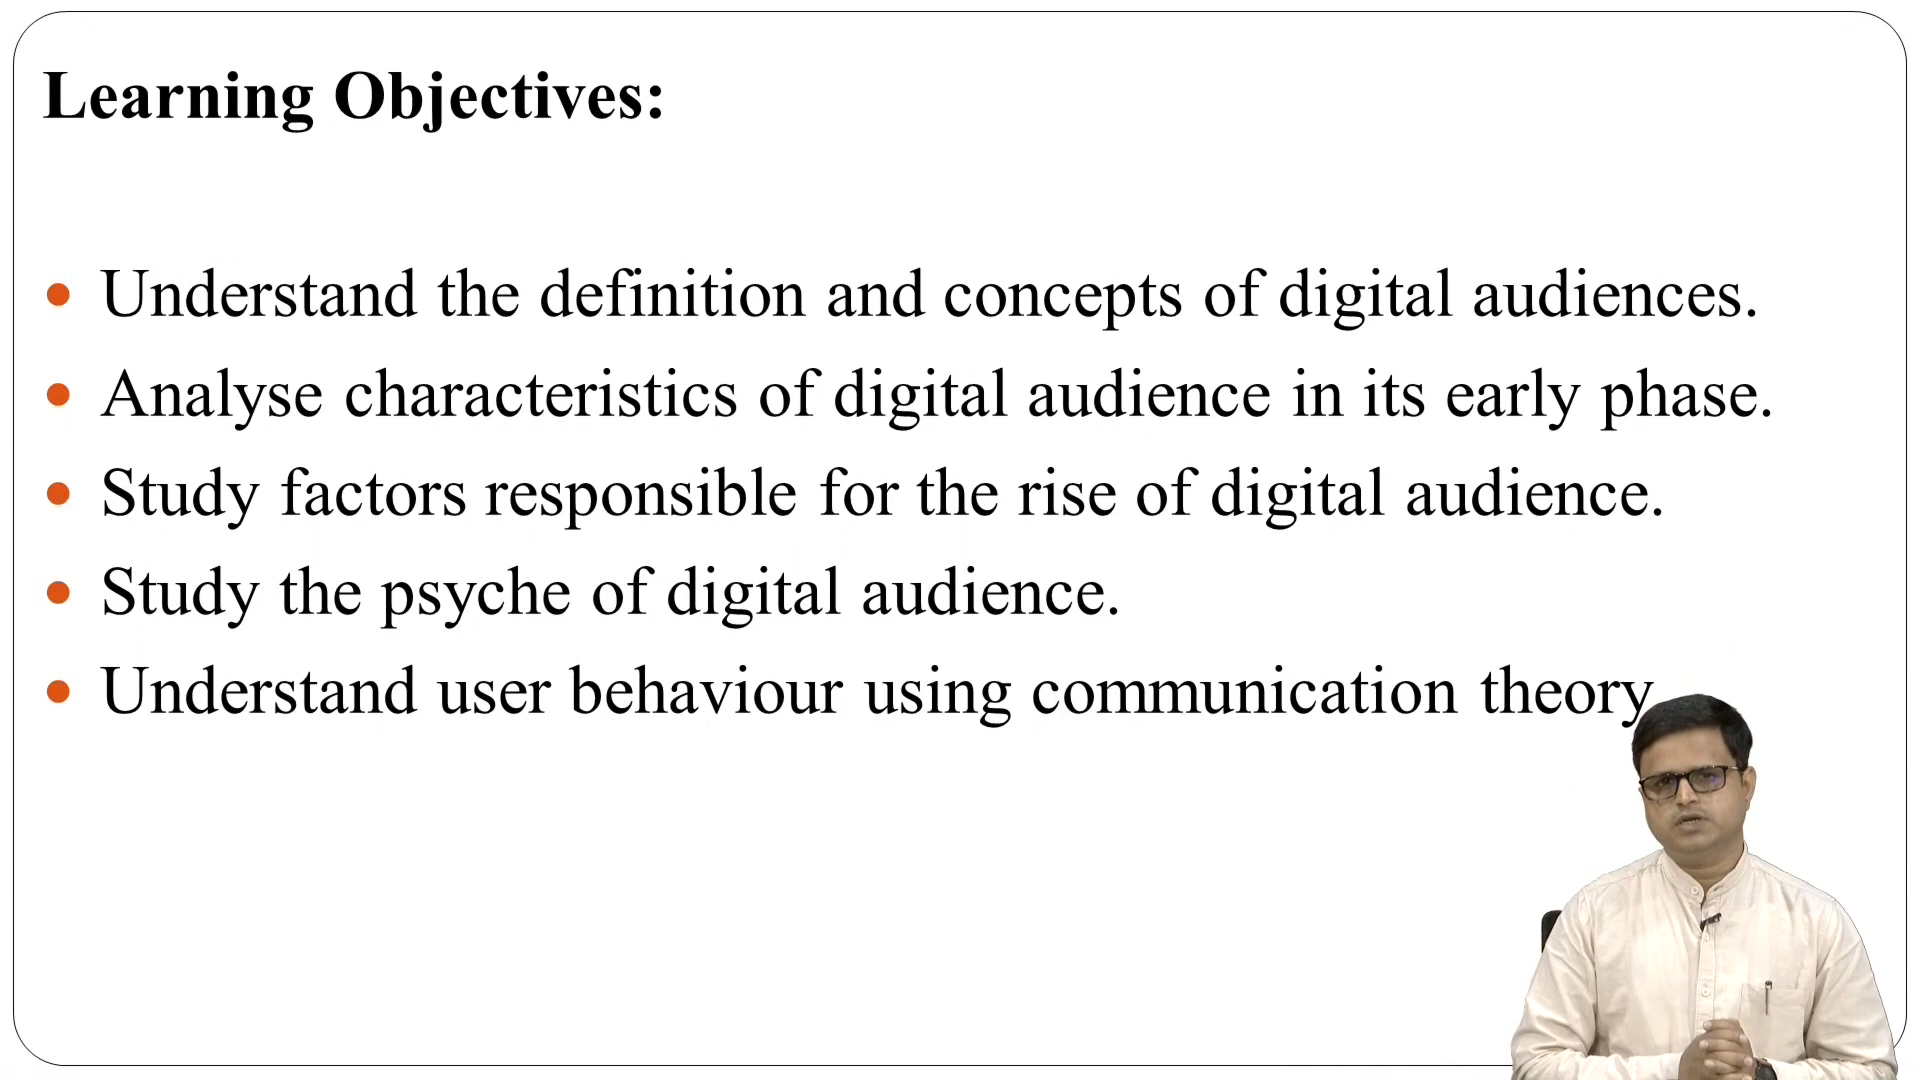 Learning Objectives:
• Understand the definition and concepts of digital audiences.
• Analyse characteristics of digital audience in its early phase.
• Study factors responsible for the rise of digital audience.
• Study the psyche of digital audience.
• Understand user behaviour using communication theory